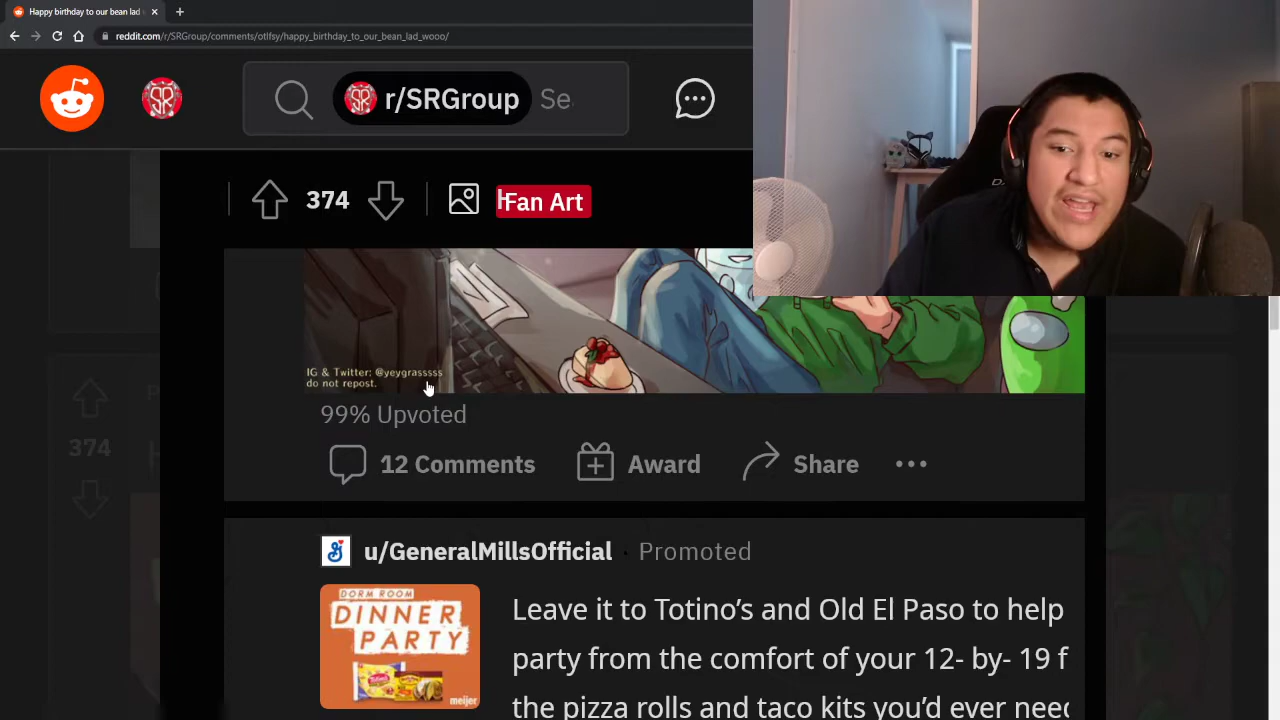 Happy birthday to our bean lad
reddit.com/r/SRGroup/comments/otlfsy/happy_birthday_to_our_bean_lad_wooo/
SR
SR r/SRGroup Se
374
Fan Art
IG & Twitter: @yeygrasssss
do not repost.
99% Upvoted
374
12 Comments
Award
Share
u/GeneralMillsOfficial · Promoted
DORM ROOM
DINNER
PARTY
meijer
Leave it to Totino's and Old El Paso to help
party from the comfort of your 12- by- 19 f
the pizza rolls and taco kits you'd ever need